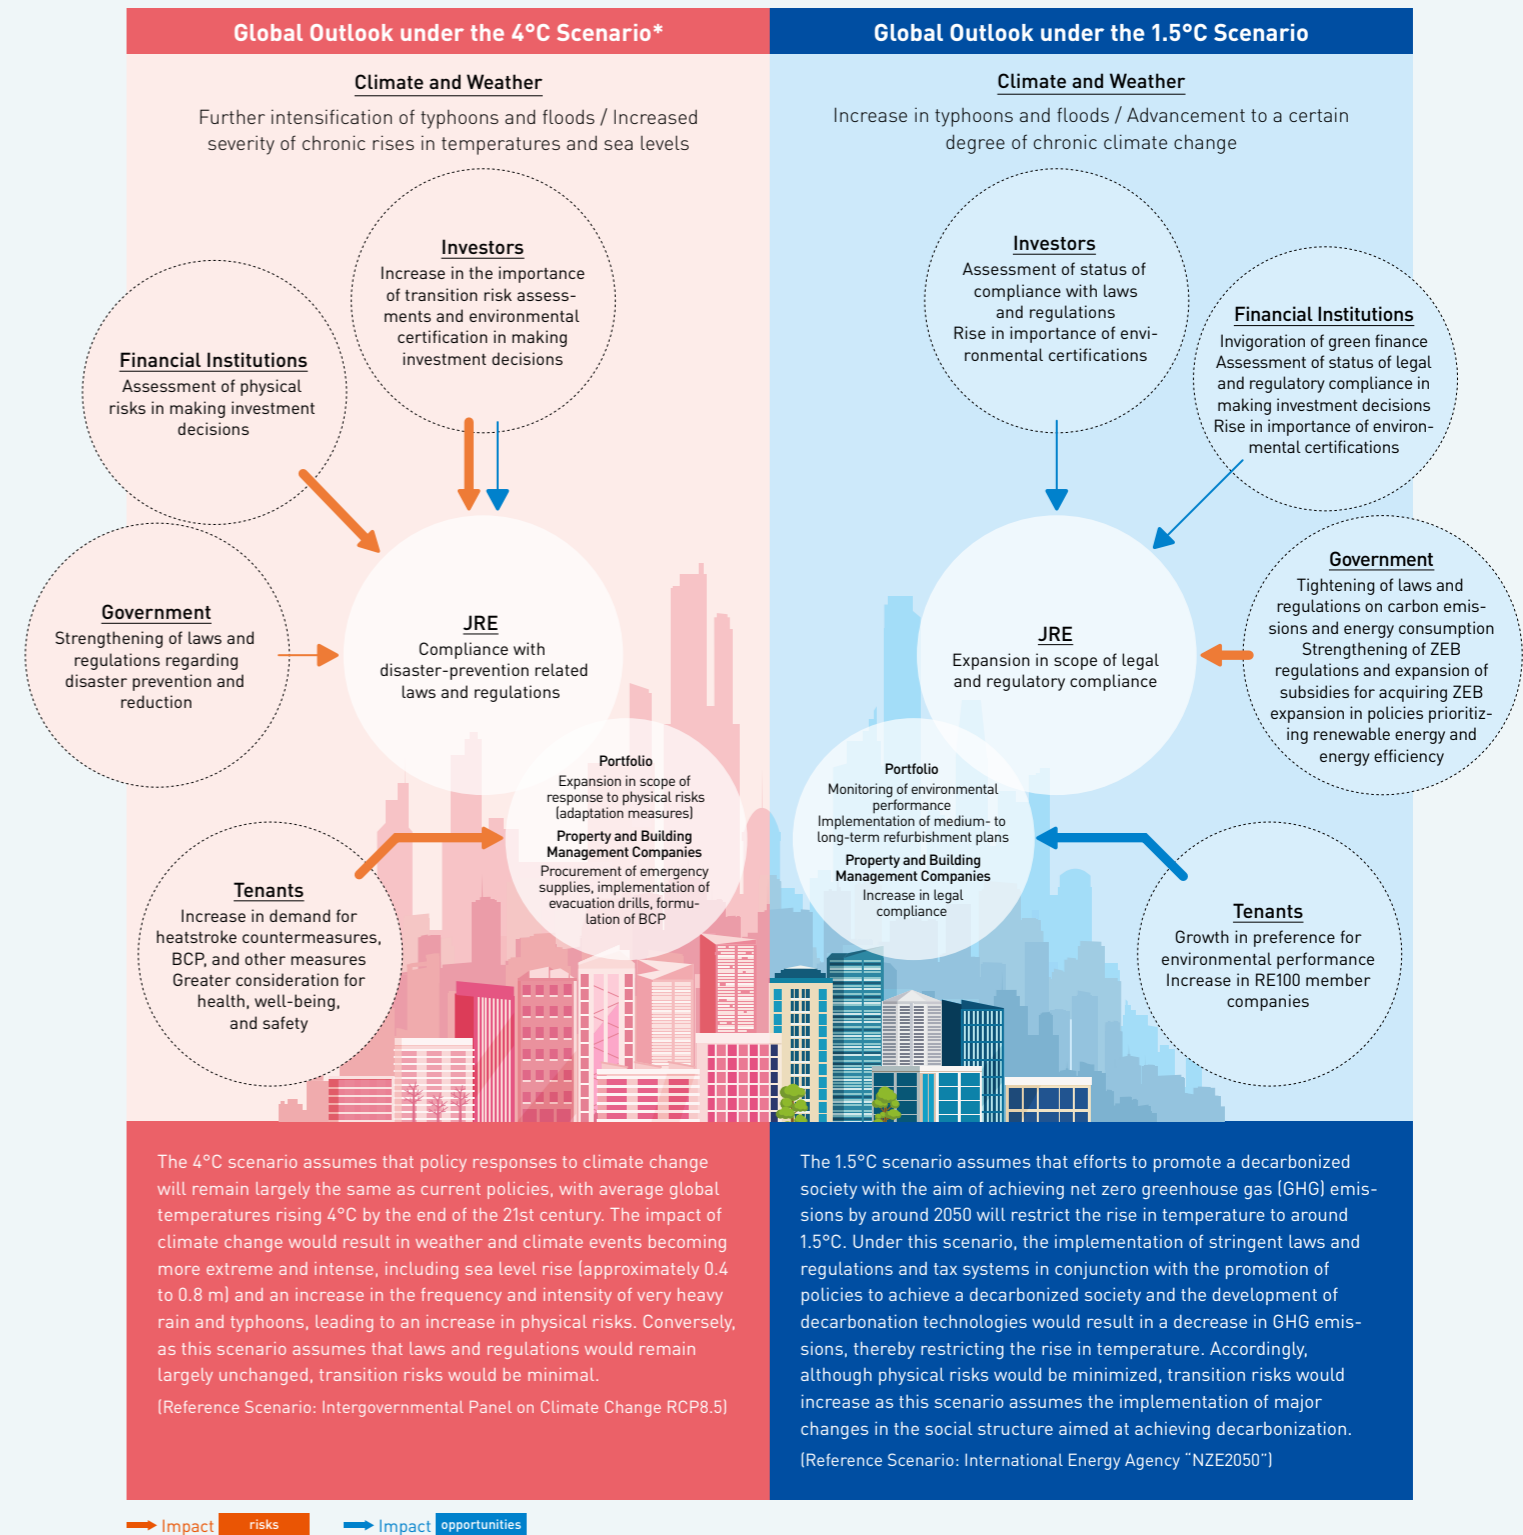 Global Outlook under the 4°C Scenario*
Climate and Weather
Further intensification of typhoons and floods / Increased
severity of chronic rises in temperatures and sea levels
Investors
Increase in the importance
of transition risk assess-
ments and environmental
certification in making
investment decisions
Financial Institutions
Assessment of physical
risks in making investment
decisions
Government
Strengthening of laws and
regulations regarding
disaster prevention and
reduction
JRE
Compliance with
disaster-prevention related
laws and regulations
Portfolio
Expansion in scope of
response to physical risks
(adaptation measures)
Property and Building
Management Companies
Procurement of emergency
supplies, implementation of
evacuation drills, formu-
lation of BCP
Tenants
Increase in demand for
heatstroke countermeasures,
BCP, and other measures
Greater consideration for
health, well-being,
and safety
The 4°C scenario assumes that policy responses to climate change
will remain largely the same as current policies, with average global
temperatures rising 4°C by the end of the 21st century. The impact of
climate change would result in weather and climate events becoming
more extreme and intense, including sea level rise (approximately 0.4
to 0.8 m) and an increase in the frequency and intensity of very heavy
rain and typhoons, leading to an increase in physical risks. Conversely,
as this scenario assumes that laws and regulations would remain
largely unchanged, transition risks would be minimal.
(Reference Scenario: Intergovernmental Panel on Climate Change RCP8.5)
Global Outlook under the 1.5°C Scenario
Climate and Weather
Increase in typhoons and floods / Advancement to a certain
degree of chronic climate change
Investors
Assessment of status of
compliance with laws
and regulations
Rise in importance of envi-
ronmental certifications
Financial Institutions
Invigoration of green finance
Assessment of status of legal
and regulatory compliance in
making investment decisions
Rise in importance of environ-
mental certifications
Government
Tightening of laws and
regulations on carbon emis-
sions and energy consumption
Strengthening of ZEB
regulations and expansion of
subsidies for acquiring ZEB
expansion in policies prioritiz-
ing renewable energy and
energy efficiency
JRE
Expansion in scope of legal
and regulatory compliance
Portfolio
Monitoring of environmental
performance
Implementation of medium- to
long-term refurbishment plans
Property and Building
Management Companies
Increase in legal
compliance
Tenants
Growth in preference for
environmental performance
Increase in RE100 member
companies
The 1.5°C scenario assumes that efforts to promote a decarbonized
society with the aim of achieving net zero greenhouse gas (GHG) emis-
sions by around 2050 will restrict the rise in temperature to around
1.5°C. Under this scenario, the implementation of stringent laws and
regulations and tax systems in conjunction with the promotion of
policies to achieve a decarbonized society and the development of
decarbonation technologies would result in a decrease in GHG emis-
sions, thereby restricting the rise in temperature. Accordingly,
although physical risks would be minimized, transition risks would
increase as this scenario assumes the implementation of major
changes in the social structure aimed at achieving decarbonization.
(Reference Scenario: International Energy Agency "NZE2050")
Impact risks
Impact opportunities